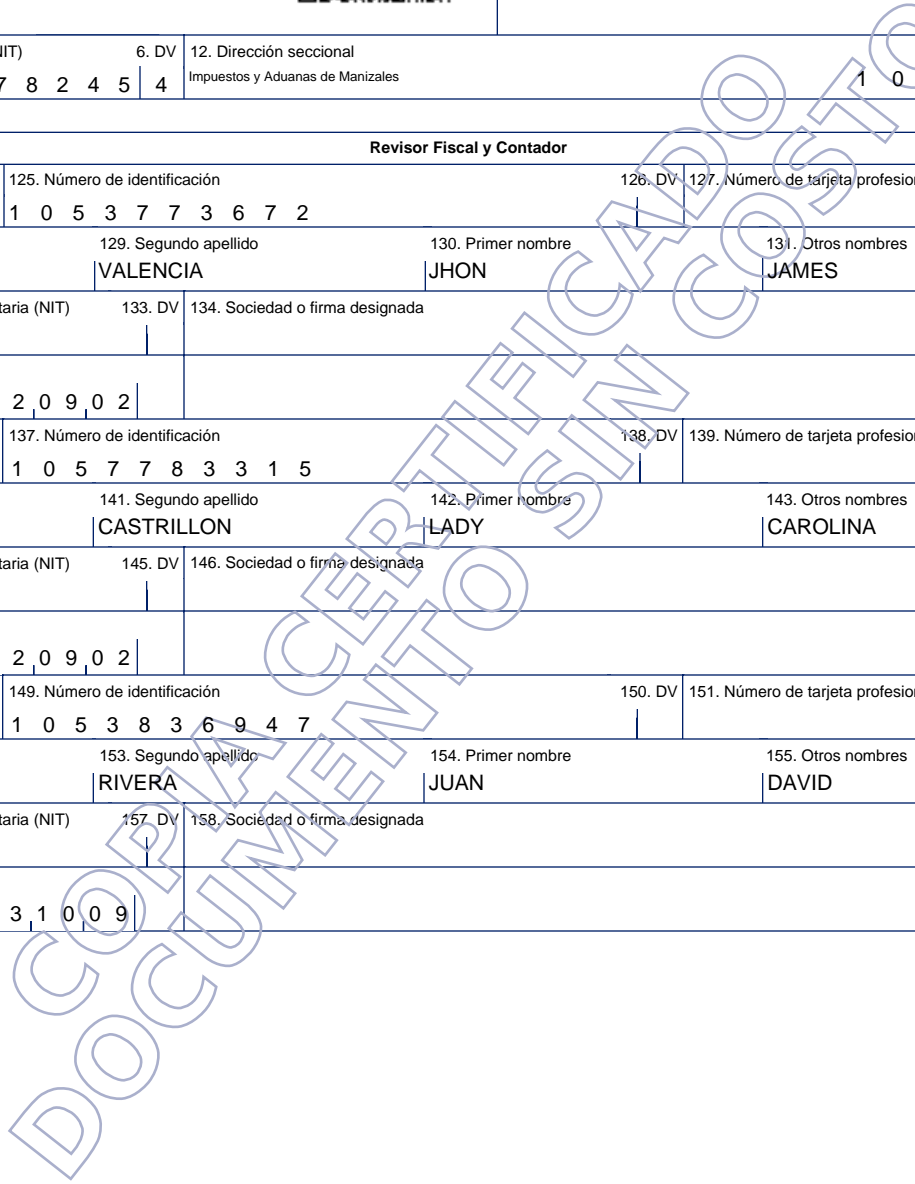 IT) 6. DV 12. Dirección seccional
7 8 2 4 5 4 Impuestos y Aduanas de Manizales 1 0
Revisor Fiscal y Contador
125. Número de identificación 126. DV 127. Número de tarjeta profesio
1 0 5 3 7 7 3 6 7 2
129. Segundo apellido 130. Primer nombre 131. Otros nombres
VALENCIA JHON JAMES
taria (NIT) 133. DV 134. Sociedad o firma designada
2 0 9 0 2
137. Número de identificación 138. DV 139. Número de tarjeta profesio
1 0 5 7 7 8 3 3 1 5
141. Segundo apellido 142. Primer nombre 143. Otros nombres
CASTRILLON LADY CAROLINA
taria (NIT) 145. DV 146. Sociedad o firma designada
2 0 9 0 2
149. Número de identificación 150. DV 151. Número de tarjeta profesio
1 0 5 3 8 3 6 9 4 7
153. Segundo apellido 154. Primer nombre 155. Otros nombres
RIVERA JUAN DAVID
taria (NIT) 157. DV 158. Sociedad o firma designada
3 1 0 0 9
COPIA CERTIFICADO
DOCUMENTO SIN COSTO